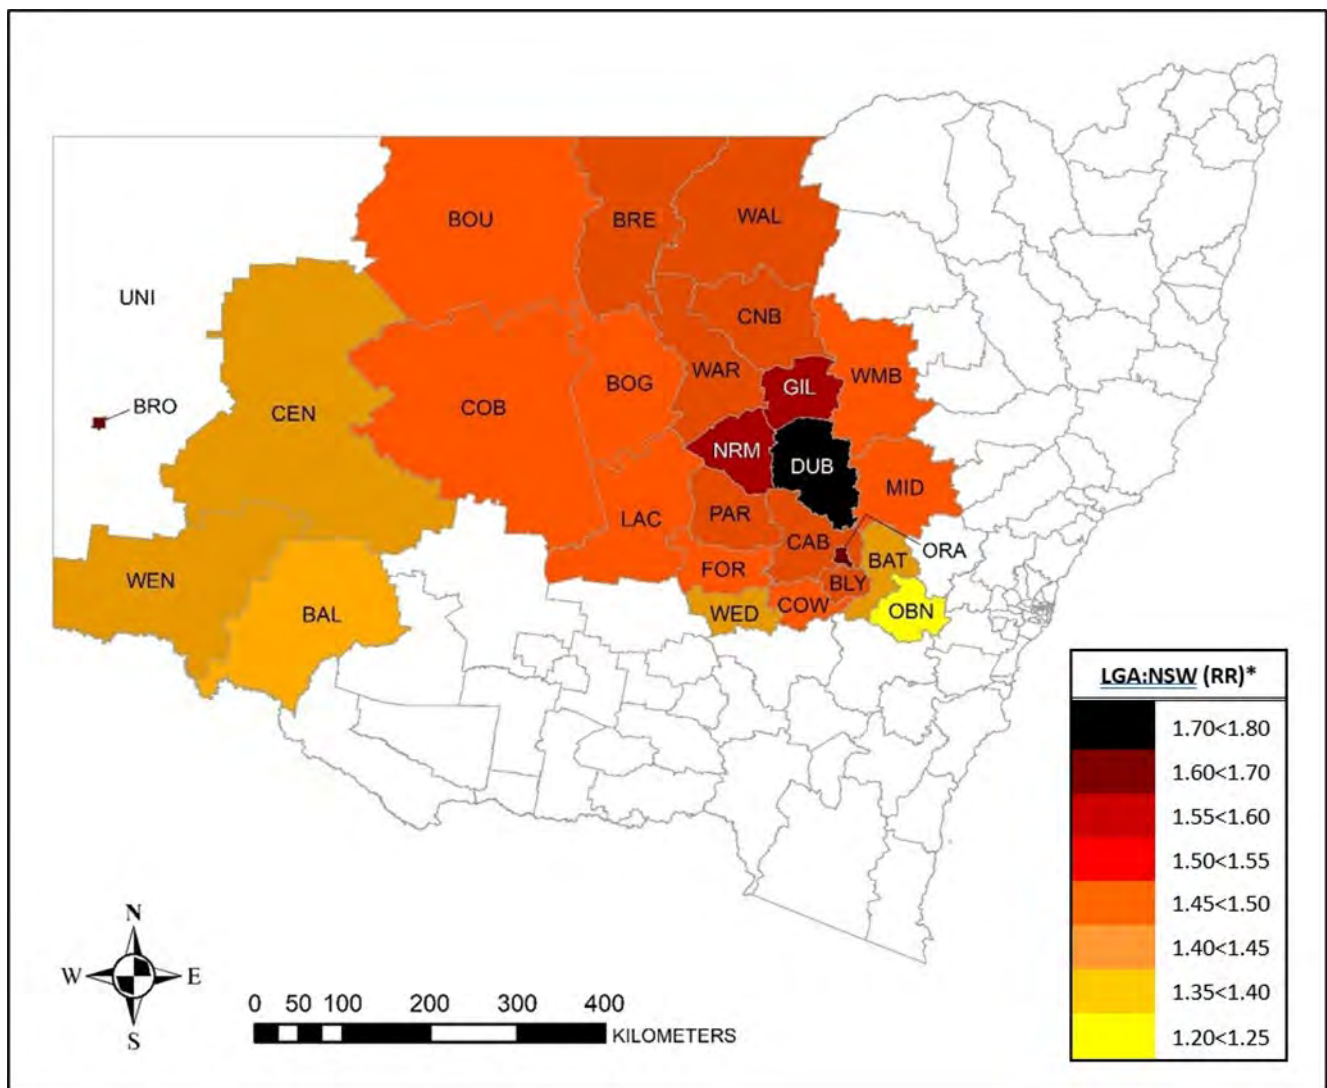 BOU
BRE
WAL
UNI
CNB
WAR
WMB
BOG
GIL
BRO
CEN
COB
NRM
DUB
MID
LAC
PAR
CAB
ORA
BAT
FOR
BLY
WEN
BAL
WED
COW
OBN
LGA:NSW (RR)*
1.70<1.80
1.60<1.70
1.55<1.60
1.50<1.55
1.45<1.50
1.40<1.45
1.35<1.40
1.20<1.25
N
W E
S
0 50 100 200 300 400
KILOMETERS